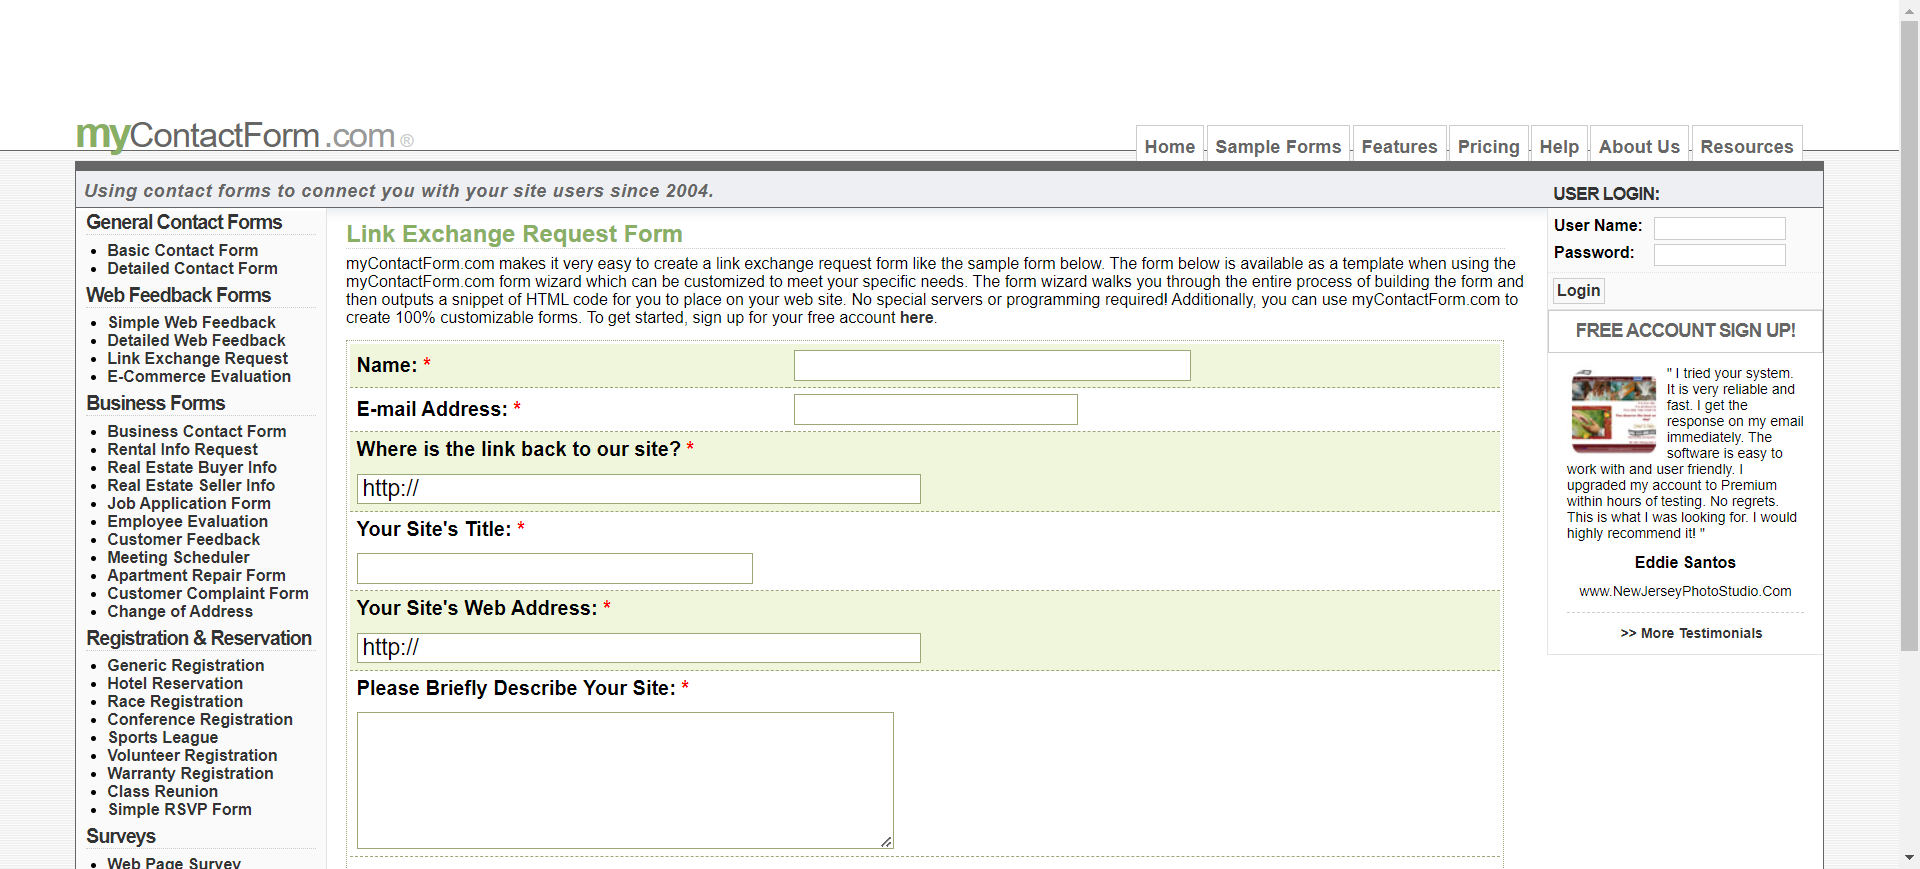 myContactForm.com®
Home
Sample Forms
Features
Pricing
Help
About Us
Resources
Using contact forms to connect you with your site users since 2004.
USER LOGIN:
General Contact Forms
Basic Contact Form
Detailed Contact Form
Web Feedback Forms
Simple Web Feedback
Detailed Web Feedback
Link Exchange Request
E-Commerce Evaluation
Business Forms
Business Contact Form
Rental Info Request
Real Estate Buyer Info
Real Estate Seller Info
Job Application Form
Employee Evaluation
Customer Feedback
Meeting Scheduler
Apartment Repair Form
Customer Complaint Form
Change of Address
Registration & Reservation
Generic Registration
Hotel Reservation
Race Registration
Conference Registration
Sports League
Volunteer Registration
Warranty Registration
Class Reunion
Simple RSVP Form
Surveys
Web Page Survey
Link Exchange Request Form
myContactForm.com makes it very easy to create a link exchange request form like the sample form below. The form below is available as a template when using the
myContactForm.com form wizard which can be customized to meet your specific needs. The form wizard walks you through the entire process of building the form and
then outputs a snippet of HTML code for you to place on your web site. No special servers or programming required! Additionally, you can use myContactForm.com to
create 100% customizable forms. To get started, sign up for your free account here.
Name: *
E-mail Address: *
Where is the link back to our site? *
http://
Your Site's Title: *
Your Site's Web Address: *
http://
Please Briefly Describe Your Site: *
User Name:
Password:
Login
FREE ACCOUNT SIGN UP!
" I tried your system.
It is very reliable and
fast. I get the
response on my email
immediately. The
software is easy to
work with and user friendly. I
upgraded my account to Premium
within hours of testing. No regrets.
This is what I was looking for. I would
highly recommend it! "
Eddie Santos
www.NewJerseyPhotoStudio.Com
>> More Testimonials